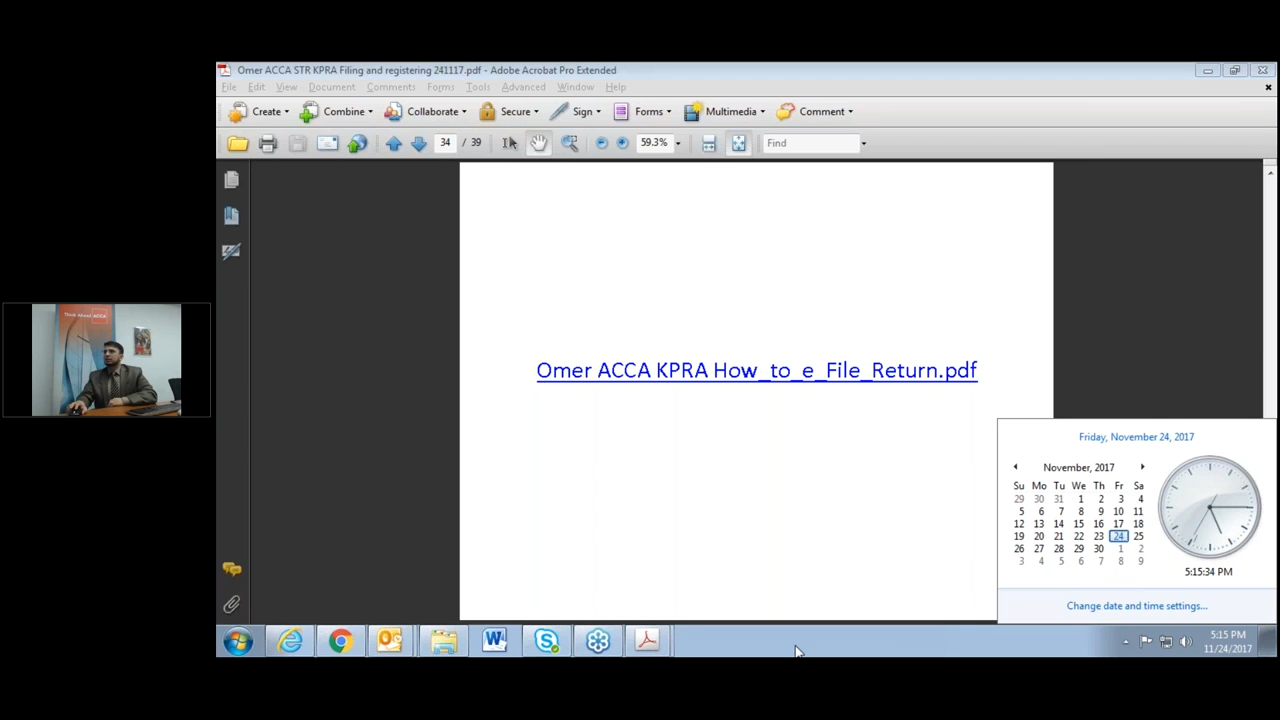 Omer ACCA STR KPRA Filing and registering 241117.pdf - Adobe Acrobat Pro Extended
File Edit View Document Comments Forms Tools Advanced Window Help
Create Combine Collaborate Secure Sign Forms Multimedia Comment
34 / 39 59.3% Find
Think Ahead ACCA
Omer ACCA KPRA How_to_e_File_Return.pdf
Friday, November 24, 2017
November, 2017
Su Mo Tu We Th Fr Sa
29 30 31 1 2 3 4
5 6 7 8 9 10 11
12 13 14 15 16 17 18
19 20 21 22 23 24 25
26 27 28 29 30 1 2
3 4 5 6 7 8 9
5:15:34 PM
Change date and time settings...
5:15 PM
11/24/2017